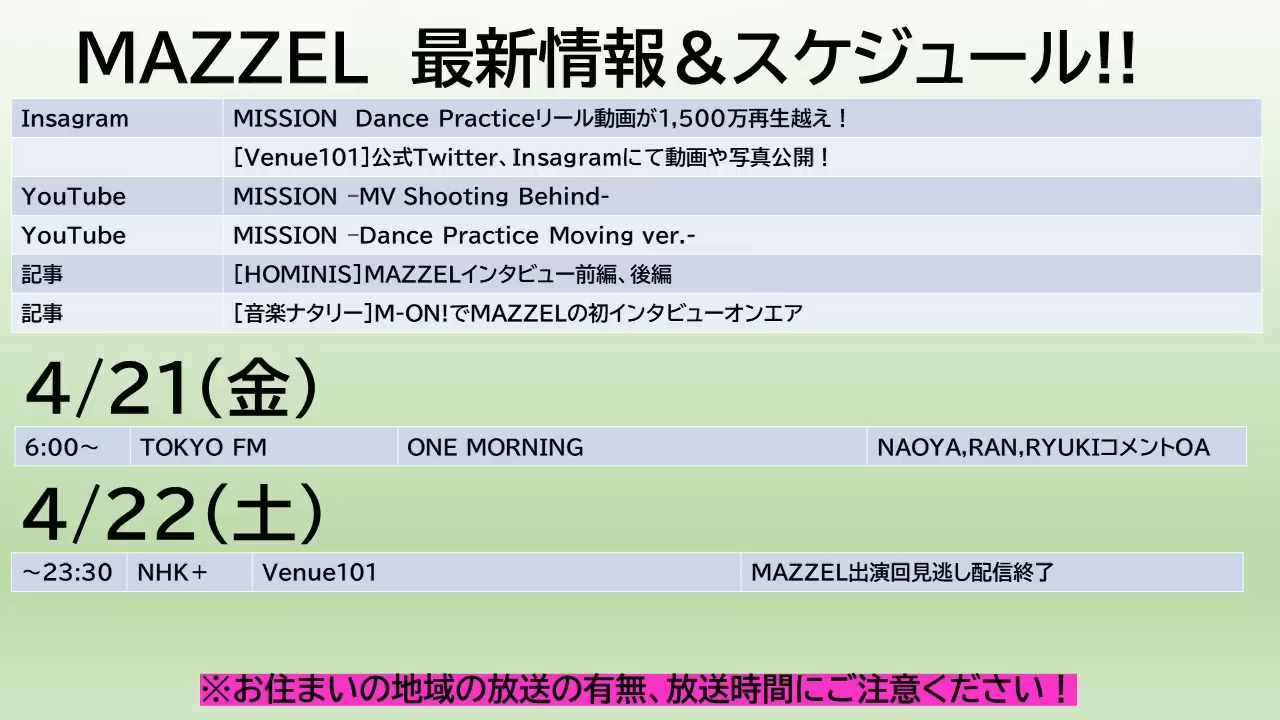 MAZZEL 最新情報＆スケジュール!!
Insagram MISSION Dance Practiceリール動画が1,500万再生越え！
[Venue101]公式Twitter、Insagramにて動画や写真公開！
YouTube MISSION –MV Shooting Behind-
YouTube MISSION –Dance Practice Moving ver.-
記事 [HOMINIS]MAZZELインタビュー前編、後編
記事 [音楽ナタリー]M-ON!でMAZZELの初インタビューオンエア
4/21(金)
6:00～ TOKYO FM ONE MORNING NAOYA,RAN,RYUKIコメントOA
4/22(土)
～23:30 NHK＋ Venue101 MAZZEL出演回見逃し配信終了
※お住まいの地域の放送の有無、放送時間にご注意ください！